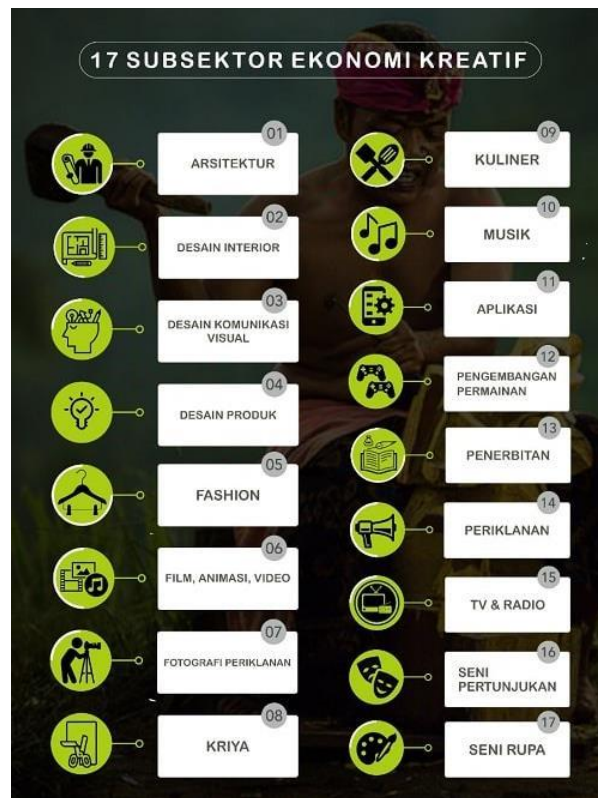 17 SUBSEKTOR EKONOMI KREATIF
01
ARSITEKTUR
02
DESAIN INTERIOR
03
DESAIN KOMUNIKASI
VISUAL
04
DESAIN PRODUK
05
FASHION
06
FILM, ANIMASI, VIDEO
07
FOTOGRAFI PERIKLANAN
08
KRIYA
09
KULINER
10
MUSIK
11
APLIKASI
12
PENGEMBANGAN
PERMAINAN
13
PENERBITAN
14
PERIKLANAN
15
TV & RADIO
16
SENI
PERTUNJUKAN
17
SENI RUPA